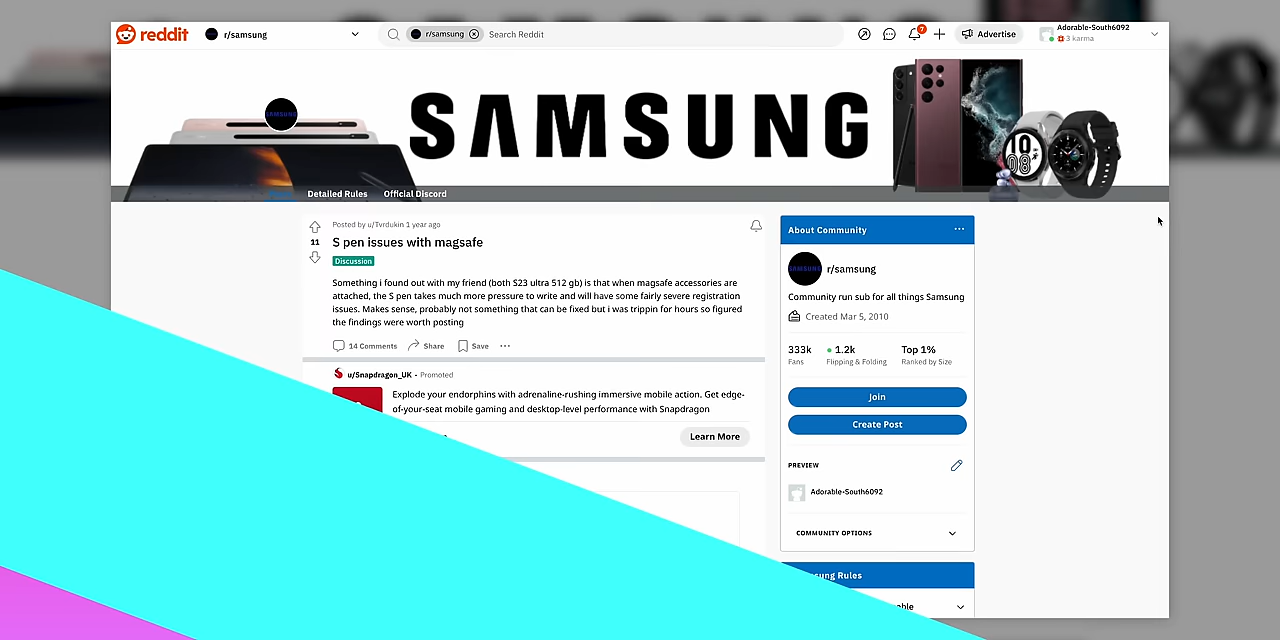 reddit
r/samsung
r/samsung
Search Reddit
7
Advertise
Adorable-South6092
3 karma
SAMSUNG
SAMSUNG
Detailed Rules
Official Discord
Posted by u/Tvrdukin 1 year ago
11
S pen issues with magsafe
Discussion
Something i found out with my friend (both S23 ultra 512 gb) is that when magsafe accessories are
attached, the S pen takes much more pressure to write and will have some fairly severe registration
issues. Makes sense, probably not something that can be fixed but i was trippin for hours so figured
the findings were worth posting
14 Comments
Share
Save
u/Snapdragon_UK • Promoted
Explode your endorphins with adrenaline-rushing immersive mobile action. Get edge-
of-your-seat mobile gaming and desktop-level performance with Snapdragon
Learn More
About Community
SAMSUNG
r/samsung
Community run sub for all things Samsung
Created Mar 5, 2010
333k
Fans
1.2k
Flipping & Folding
Top 1%
Ranked by Size
Join
Create Post
PREVIEW
Adorable-South6092
COMMUNITY OPTIONS
Rules